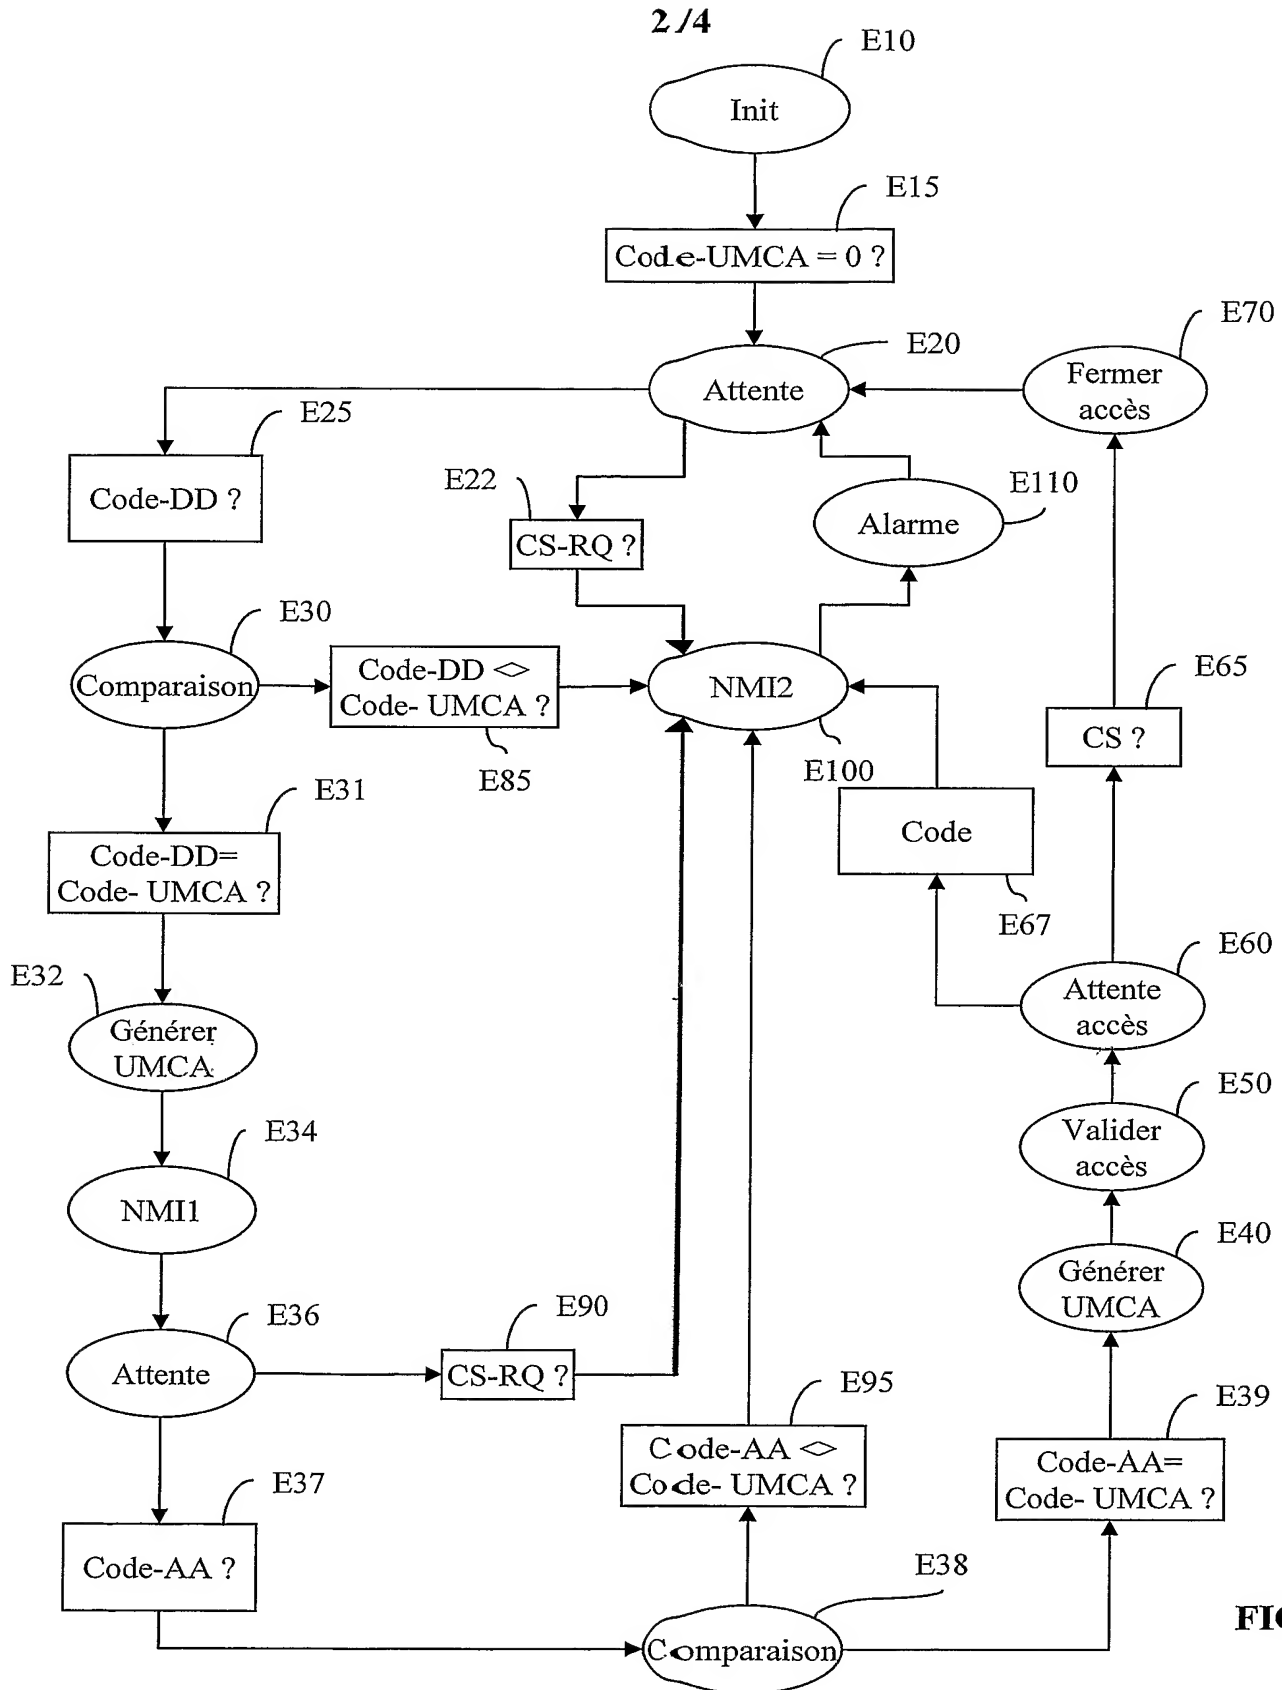 2/4
E10
Init
E15
Code-UMCA = 0 ?
E70
E20
Fermer
accès
Attente
E25
E22
E110
Code-DD ?
Alarme
CS-RQ ?
E30
E65
Code-DD <>
Code- UMCA ?
Comparaison
NMI2
CS ?
E85
E100
E31
Code
Code-DD=
Code- UMCA ?
E67
E60
E32
Attente
accès
Générer
UMCA
E50
E34
Valider
accès
NMI1
E40
Générer
UMCA
E90
E36
Attente
CS-RQ ?
E95
E39
Code-AA <>
Code- UMCA ?
Code-AA=
Code- UMCA ?
E37
Code-AA ?
E38
Comparaison